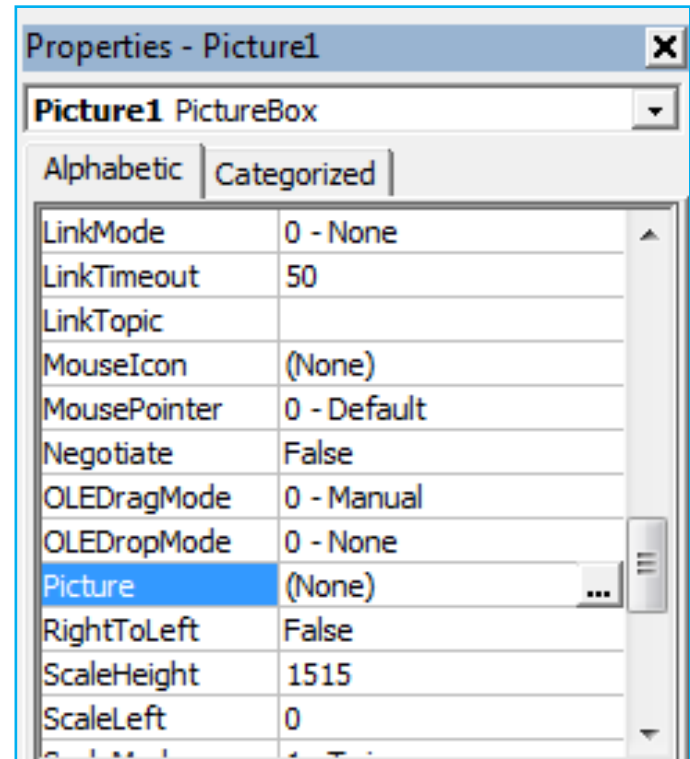 Properties - Picture1
Picture1 PictureBox
Alphabetic Categorized
LinkMode 0 - None
LinkTimeout 50
LinkTopic
MouseIcon (None)
MousePointer 0 - Default
Negotiate False
OLEDragMode 0 - Manual
OLEDropMode 0 - None
Picture (None) ...
RightToLeft False
ScaleHeight 1515
ScaleLeft 0